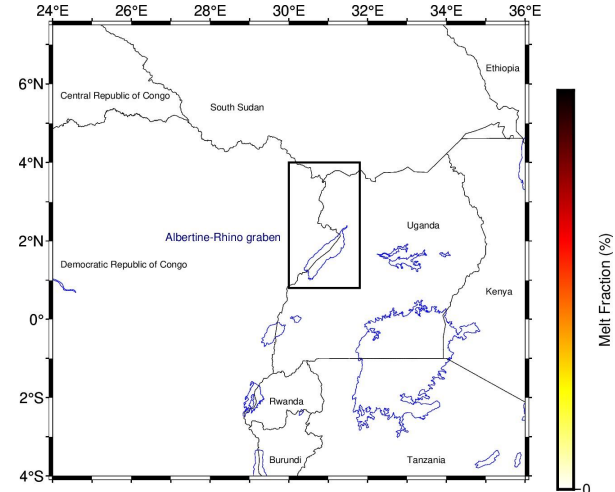 24°E 26°E 28°E 30°E 32°E 34°E 36°E
Ethiopia
6°N
Central Republic of Congo
South Sudan
4°N
Uganda
Albertine-Rhino graben
2°N
Democratic Republic of Congo
Kenya
0°
2°S
Rwanda
4°S
Burundi
Tanzania
Melt Fraction (%)
0